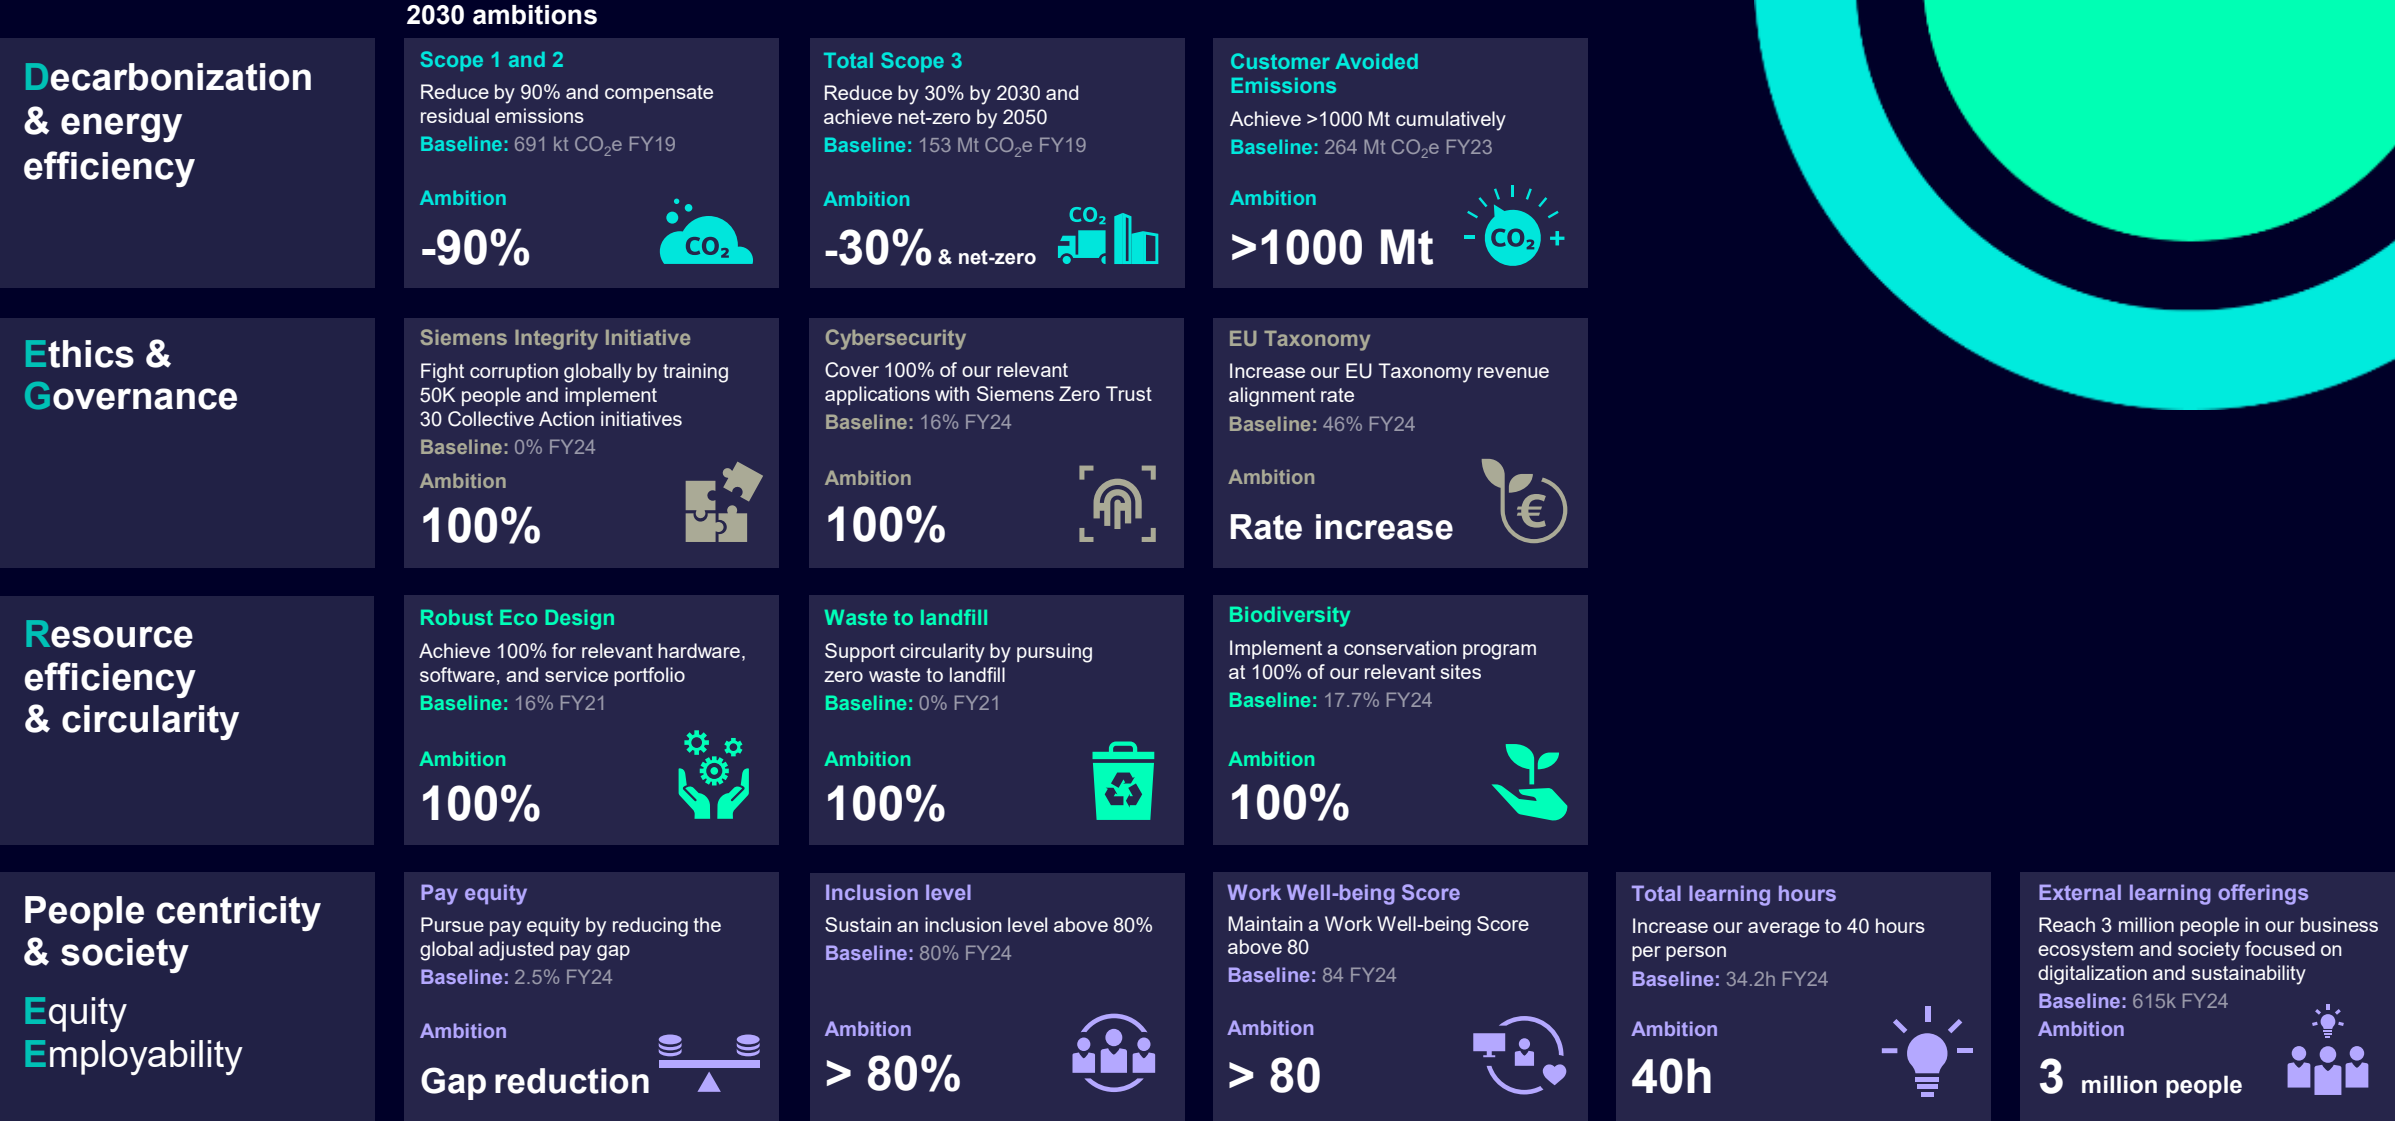 2030 ambitions
Decarbonization
& energy
efficiency
Scope 1 and 2
Reduce by 90% and compensate
residual emissions
Baseline: 691 kt CO₂e FY19
Ambition
-90%
CO₂
Total Scope 3
Reduce by 30% by 2030 and
achieve net-zero by 2050
Baseline: 153 Mt CO₂e FY19
Ambition
-30% & net-zero
CO₂
Customer Avoided
Emissions
Achieve >1000 Mt cumulatively
Baseline: 264 Mt CO₂e FY23
Ambition
>1000 Mt
- CO₂ +
Ethics &
Governance
Siemens Integrity Initiative
Fight corruption globally by training
50K people and implement
30 Collective Action initiatives
Baseline: 0% FY24
Ambition
100%
Cybersecurity
Cover 100% of our relevant
applications with Siemens Zero Trust
Baseline: 16% FY24
Ambition
100%
EU Taxonomy
Increase our EU Taxonomy revenue
alignment rate
Baseline: 46% FY24
Ambition
Rate increase
€
Resource
efficiency
& circularity
Robust Eco Design
Achieve 100% for relevant hardware,
software, and service portfolio
Baseline: 16% FY21
Ambition
100%
Waste to landfill
Support circularity by pursuing
zero waste to landfill
Baseline: 0% FY21
Ambition
100%
Biodiversity
Implement a conservation program
at 100% of our relevant sites
Baseline: 17.7% FY24
Ambition
100%
People centricity
& society
Equity
Employability
Pay equity
Pursue pay equity by reducing the
global adjusted pay gap
Baseline: 2.5% FY24
Ambition
Gap reduction
Inclusion level
Sustain an inclusion level above 80%
Baseline: 80% FY24
Ambition
> 80%
Work Well-being Score
Maintain a Work Well-being Score
above 80
Baseline: 84 FY24
Ambition
> 80
Total learning hours
Increase our average to 40 hours
per person
Baseline: 34.2h FY24
Ambition
40h
External learning offerings
Reach 3 million people in our business
ecosystem and society focused on
digitalization and sustainability
Baseline: 615k FY24
Ambition
3 million people